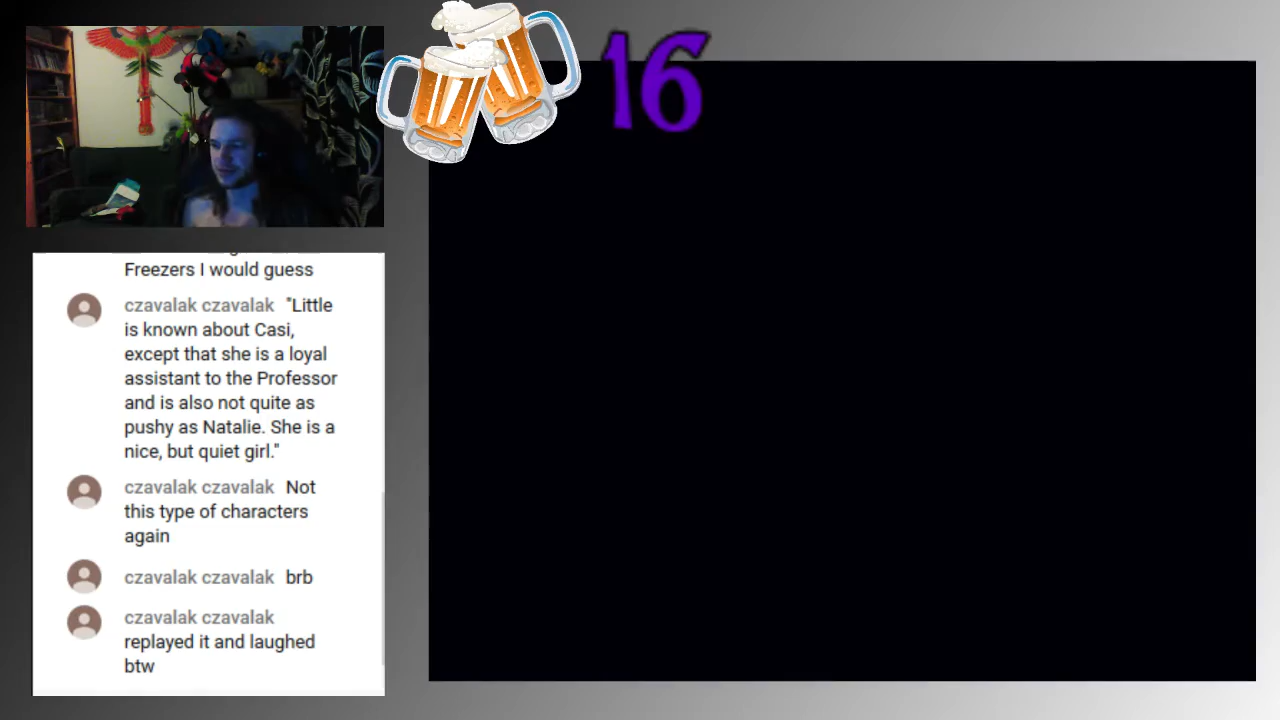 16
Freezers I would guess
czavalak czavalak "Little
is known about Casi,
except that she is a loyal
assistant to the Professor
and is also not quite as
pushy as Natalie. She is a
nice, but quiet girl."
czavalak czavalak Not
this type of characters
again
czavalak czavalak brb
czavalak czavalak
replayed it and laughed
btw